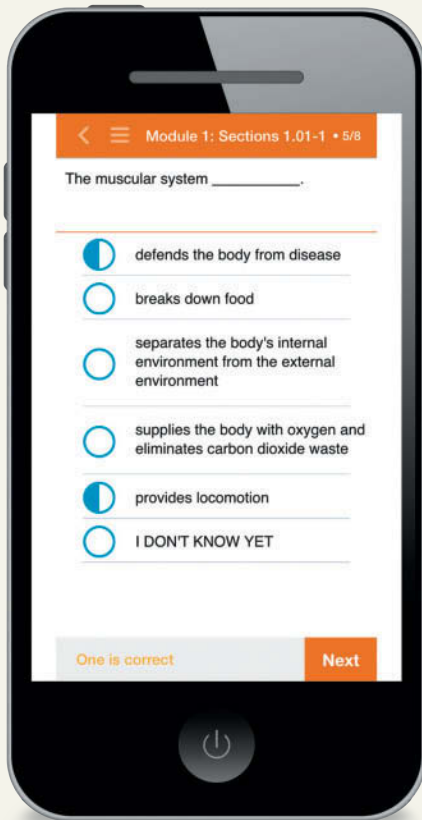 Module 1: Sections 1.01-1 • 5/8
The muscular system ___________.
defends the body from disease
breaks down food
separates the body's internal
environment from the external
environment
supplies the body with oxygen and
eliminates carbon dioxide waste
provides locomotion
I DON'T KNOW YET
One is correct
Next